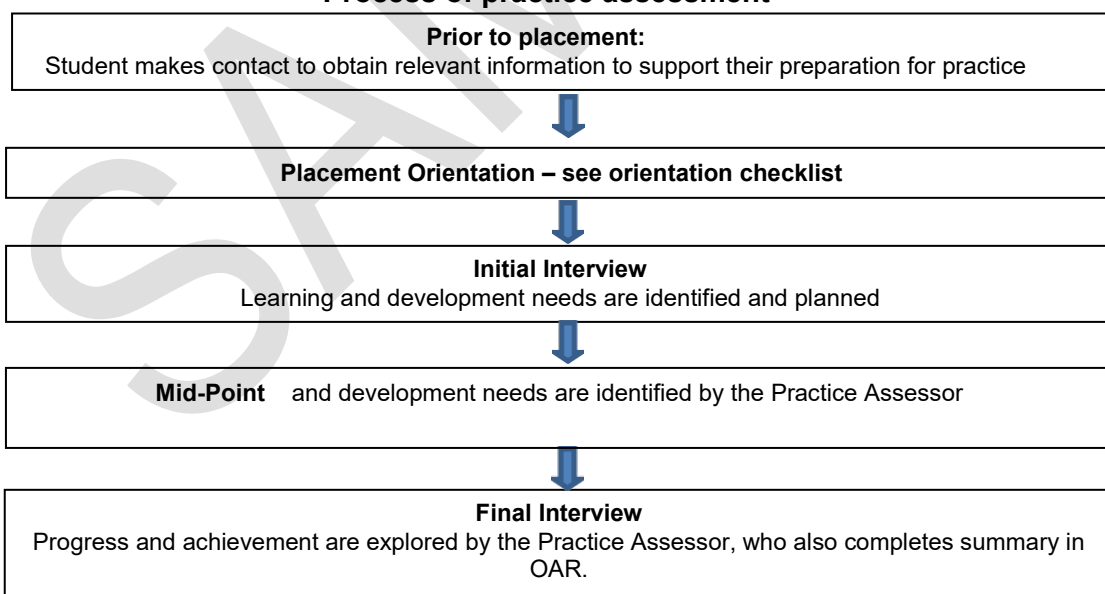 Process of practise assessment
Prior to placement:
Student makes contact to obtain relevant information to support their preparation for practice
Placement Orientation – see orientation checklist
Initial Interview
Learning and development needs are identified and planned
Mid-Point and development needs are identified by the Practice Assessor
Final Interview
Progress and achievement are explored by the Practice Assessor, who also completes summary in
OAR.